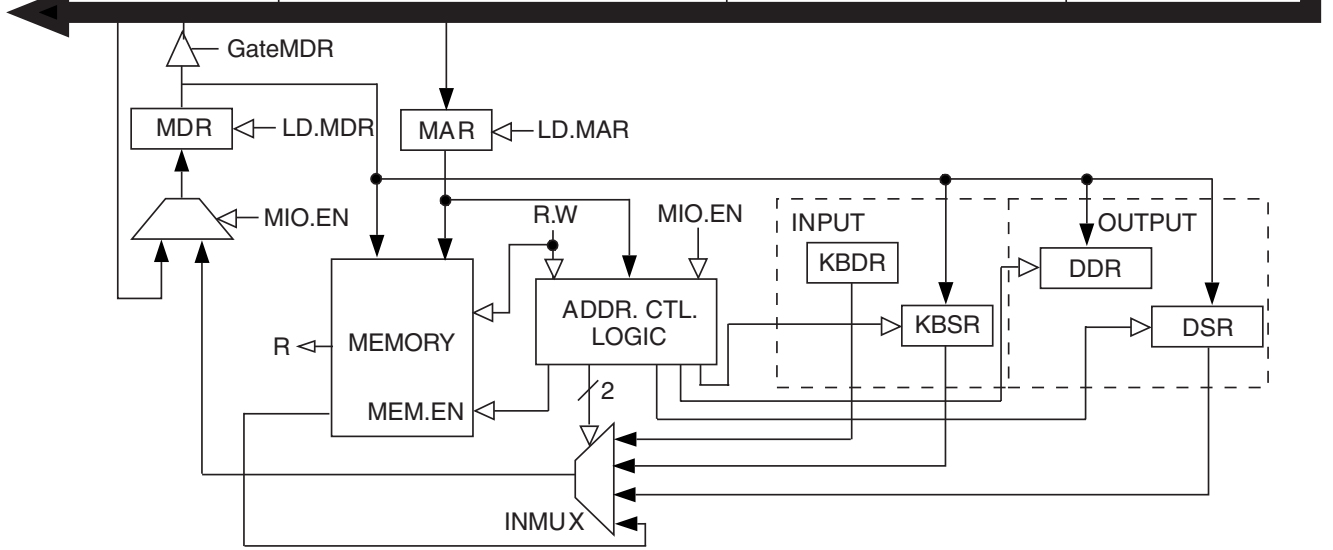 GateMDR
MDR
LD.MDR
MAR
LD.MAR
MIO.EN
R.W
MIO.EN
INPUT
OUTPUT
KBDR
DDR
ADDR. CTL.
LOGIC
KBSR
DSR
R
MEMORY
2
MEM.EN
INMUX